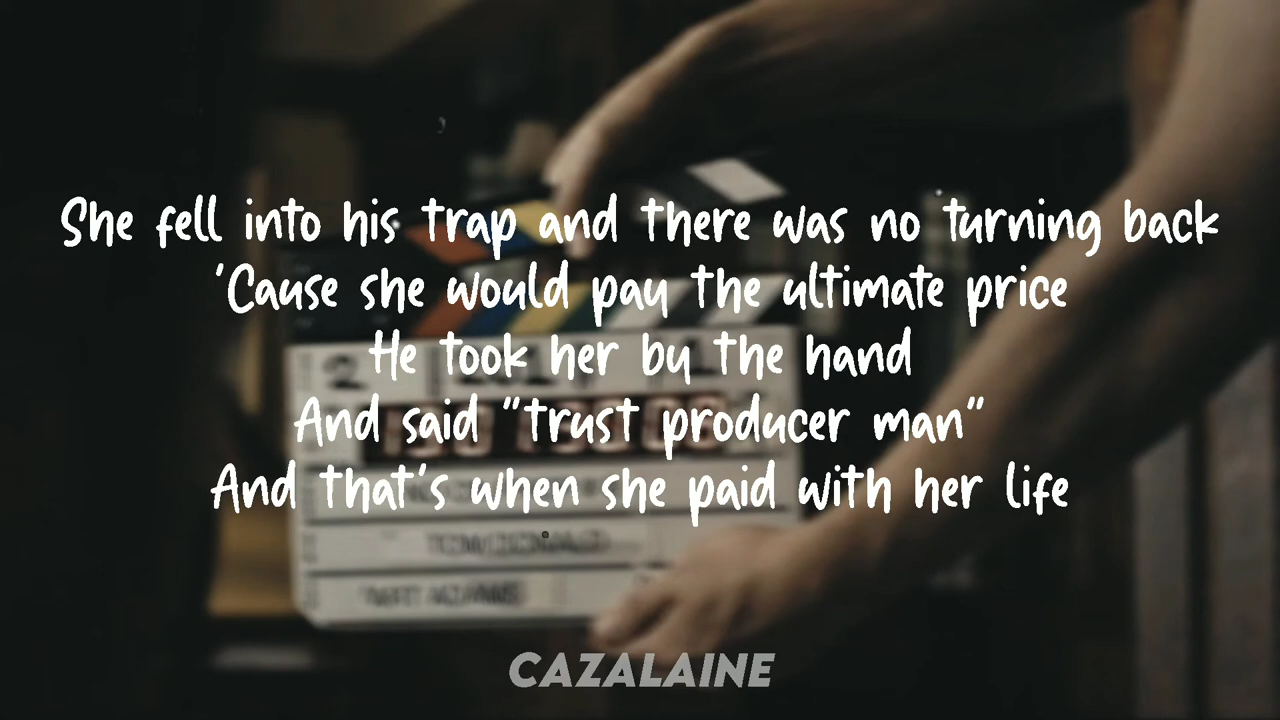 She fell into his trap and there was no turning back
'Cause she would pay the ultimate price
He took her by the hand
And said "trust producer man"
And that's when she paid with her life
CAZALAINE